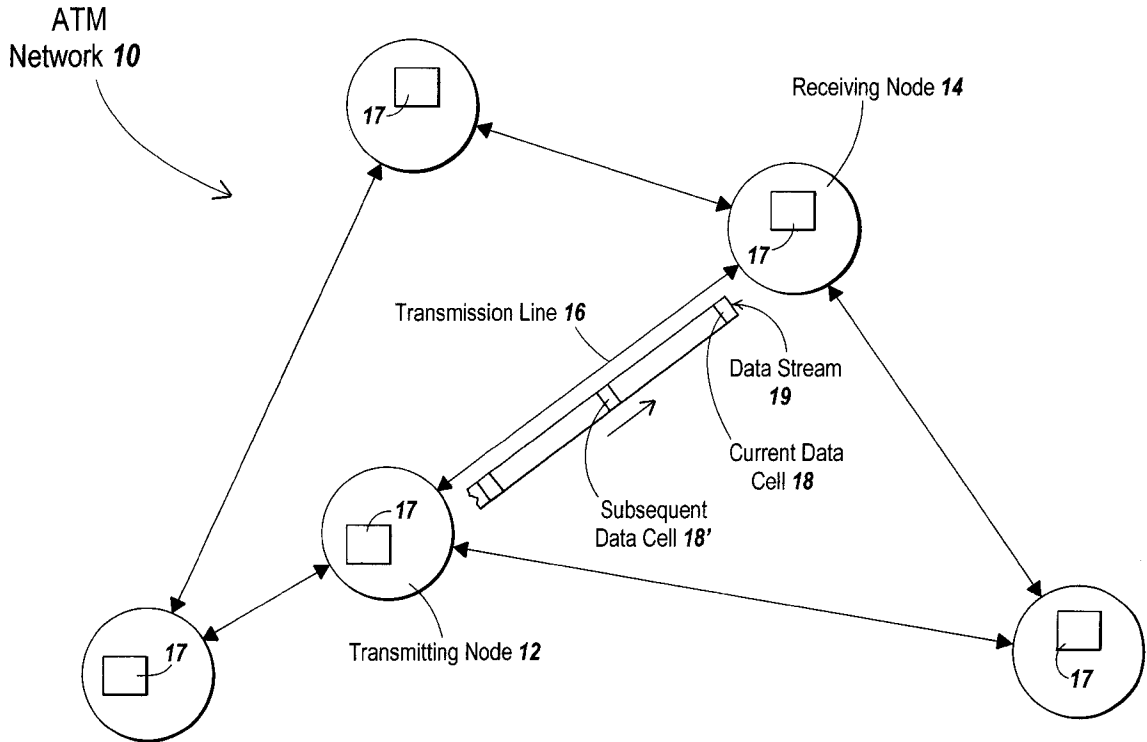 ATM
Network 10
17
Receiving Node 14
17
Transmission Line 16
Data Stream
19
Current Data
Cell 18
Subsequent
Data Cell 18'
17
Transmitting Node 12
17
17